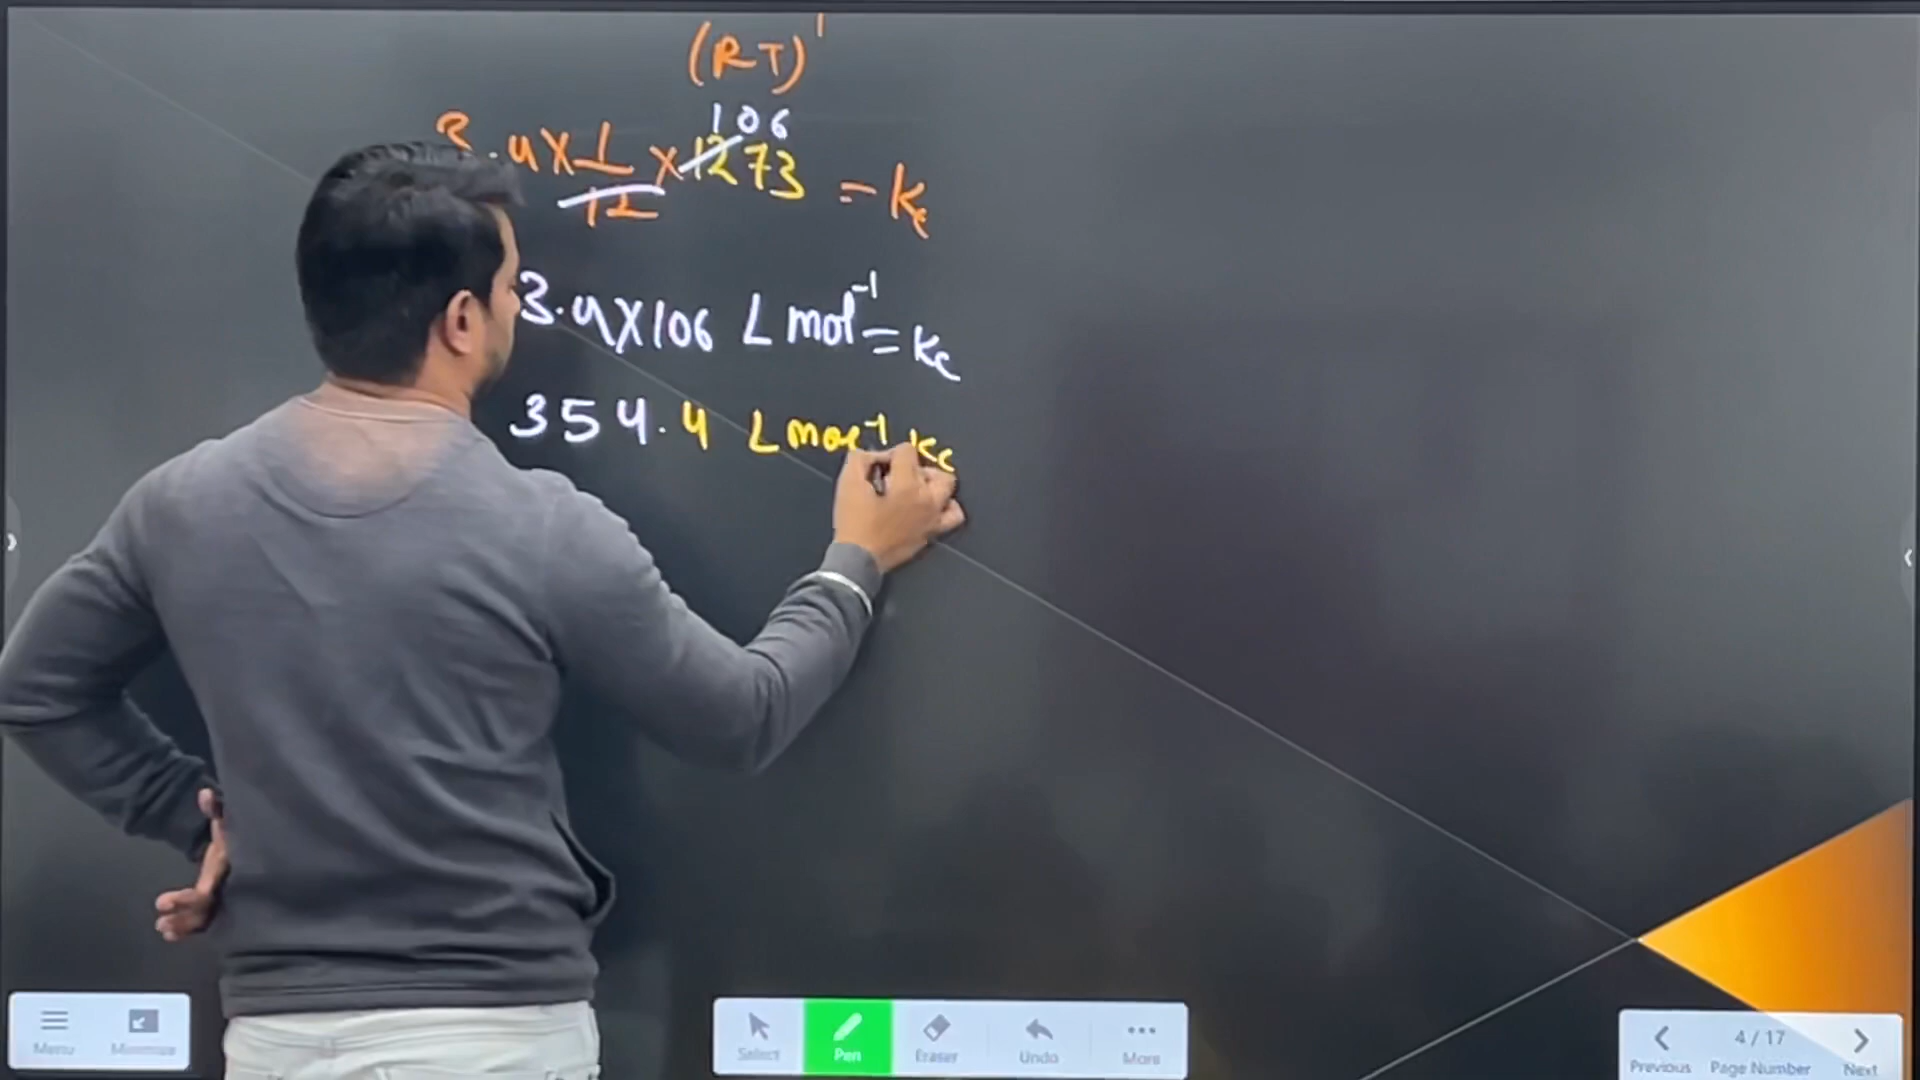 (RT)¹
106
3.4 X 1/12 X 1273 = Kc
3.4 X 106 L mol⁻¹ = Kc
354.4 L mol⁻¹ Kc
Menu Minimize
Select Pen Eraser Undo More
4 / 17
Previous Page Number Next